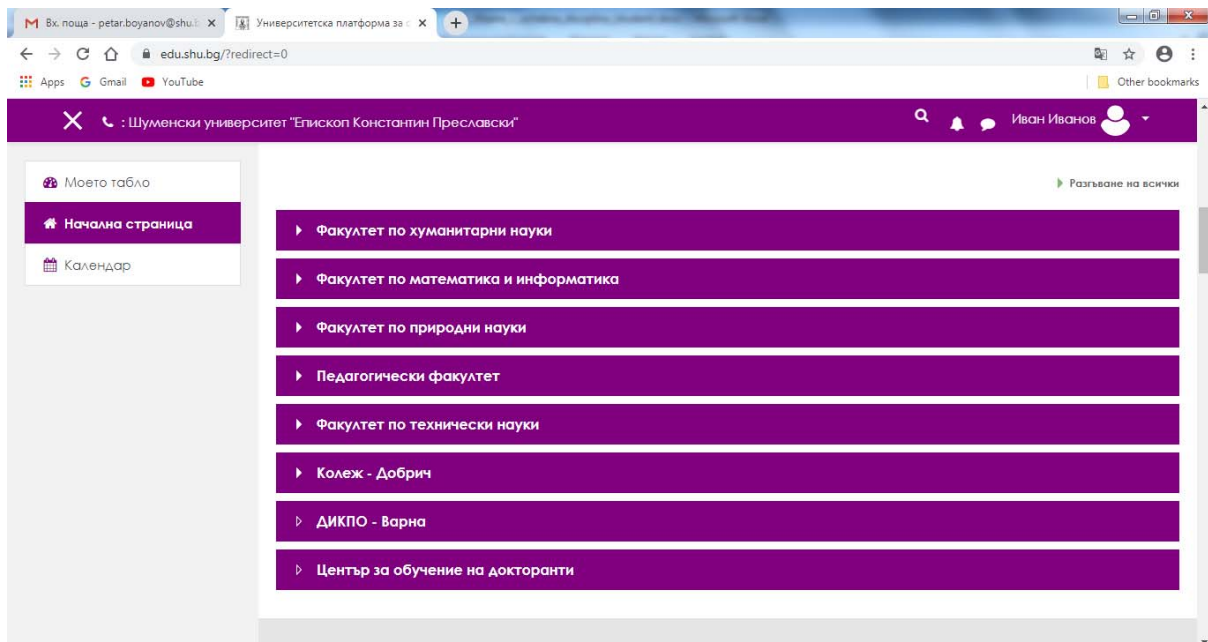 Вх. поща - petar.boyanov@shu.b
Университетска платформа за с
edu.shu.bg/?redirect=0
Apps Gmail YouTube Other bookmarks
: Шуменски университет "Епископ Константин Преславски" Иван Иванов
Моето табло
Начална страница
Календар
Разгъване на всички
Факултет по хуманитарни науки
Факултет по математика и информатика
Факултет по природни науки
Педагогически факултет
Факултет по технически науки
Колеж - Добрич
ДИКПО - Варна
Център за обучение на докторанти